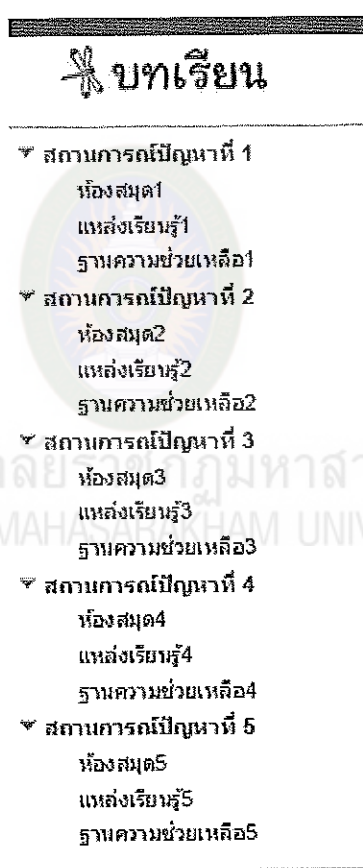 บทเรียน
สถานการณ์ปัญหาที่ 1
ห้องสมุด1
แหล่งเรียนรู้1
ฐานความช่วยเหลือ1
สถานการณ์ปัญหาที่ 2
ห้องสมุด2
แหล่งเรียนรู้2
ฐานความช่วยเหลือ2
สถานการณ์ปัญหาที่ 3
ห้องสมุด3
แหล่งเรียนรู้3
ฐานความช่วยเหลือ3
สถานการณ์ปัญหาที่ 4
ห้องสมุด4
แหล่งเรียนรู้4
ฐานความช่วยเหลือ4
สถานการณ์ปัญหาที่ 5
ห้องสมุด5
แหล่งเรียนรู้5
ฐานความช่วยเหลือ5